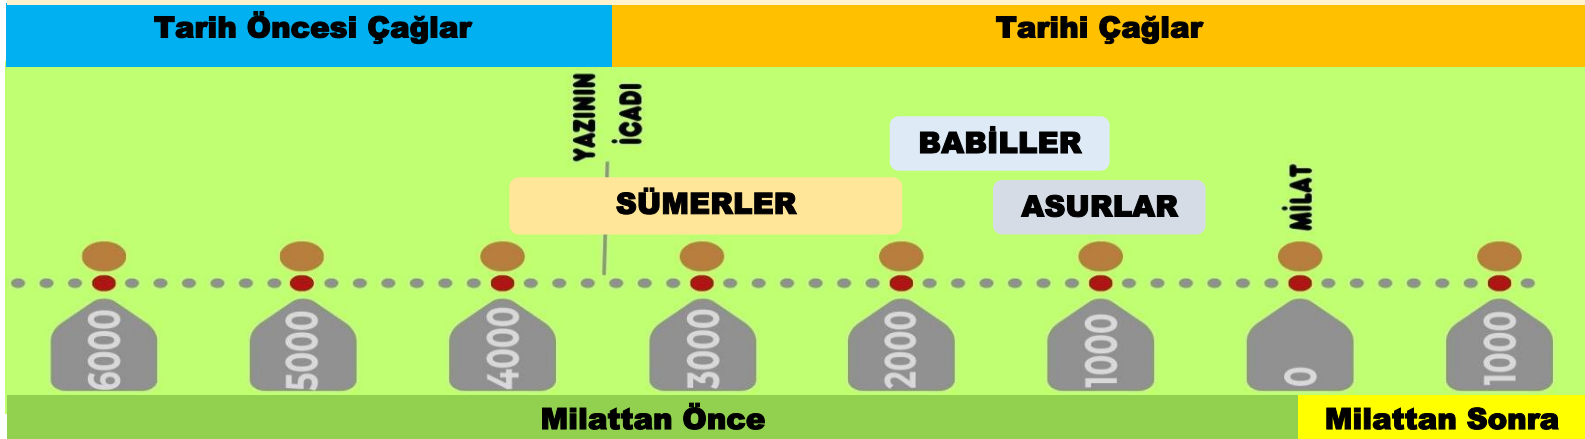 Tarih Öncesi Çağlar
Tarihi Çağlar
YAZININ
İCADI
BABİLLER
SÜMERLER
ASURLAR
MİLAT
6000
5000
4000
3000
2000
1000
0
1000
Milattan Önce
Milattan Sonra